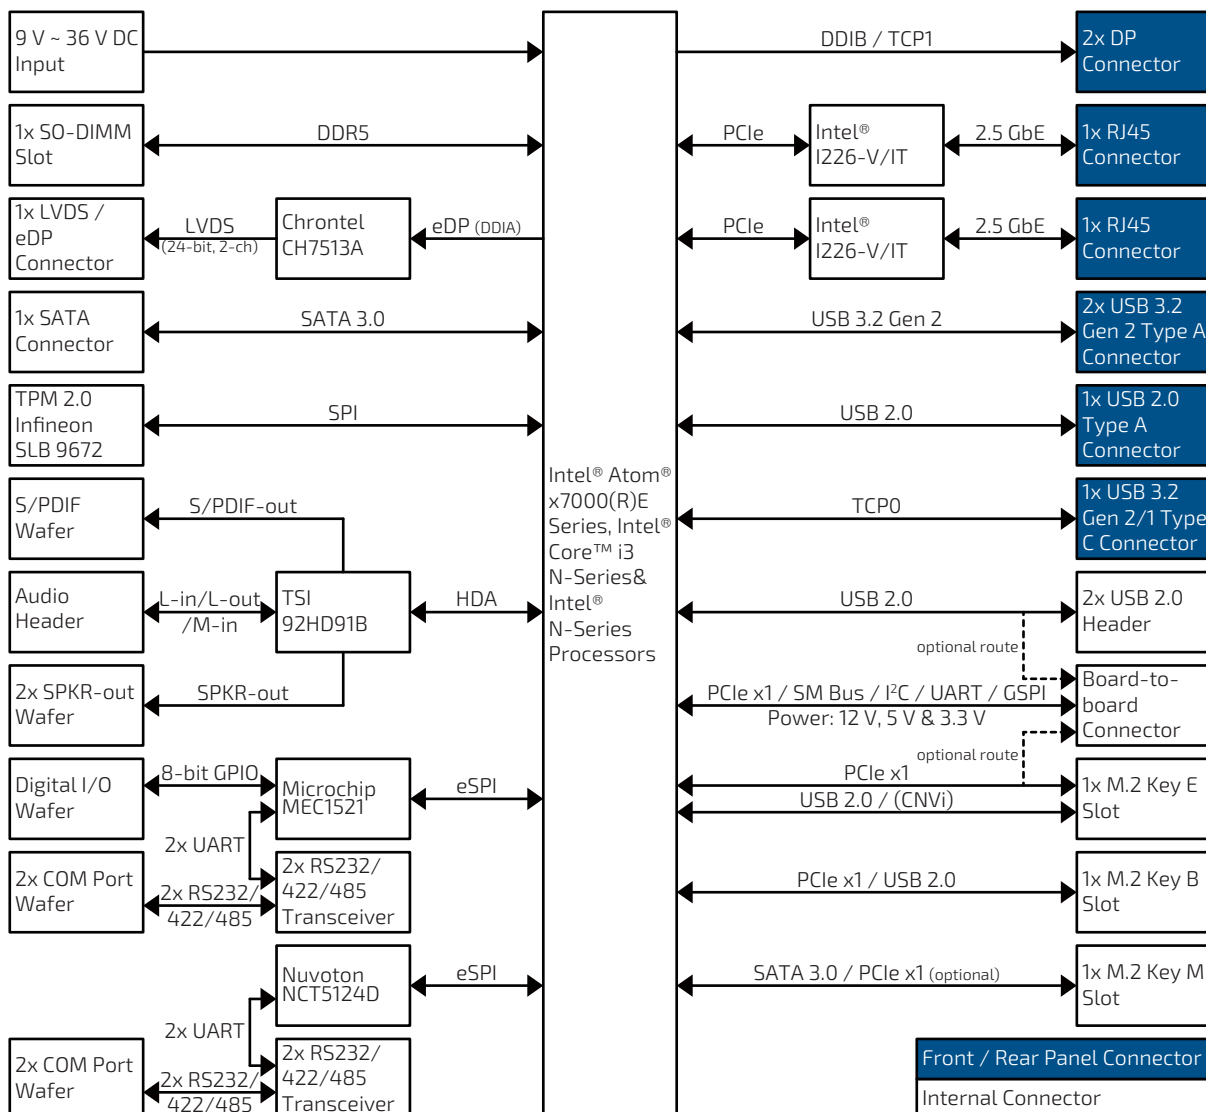 9 V ~ 36 V DC
Input
DDIB / TCP1
2x DP
Connector
1x SO-DIMM
Slot
DDR5
PCIe
Intel®
I226-V/IT
2.5 GbE
1x RJ45
Connector
1x LVDS /
eDP
Connector
LVDS
(24-bit, 2-ch)
Chrontel
CH7513A
eDP (DDIA)
PCIe
Intel®
I226-V/IT
2.5 GbE
1x RJ45
Connector
1x SATA
Connector
SATA 3.0
USB 3.2 Gen 2
2x USB 3.2
Gen 2 Type A
Connector
TPM 2.0
Infineon
SLB 9672
SPI
USB 2.0
1x USB 2.0
Type A
Connector
Intel® Atom®
x7000(R)E
Series, Intel®
Core™ i3
N-Series&
Intel®
N-Series
Processors
S/PDIF
Wafer
S/PDIF-out
TCP0
1x USB 3.2
Gen 2/1 Type
C Connector
Audio
Header
L-in/L-out
/M-in
TSI
92HD91B
HDA
USB 2.0
2x USB 2.0
Header
optional route
2x SPKR-out
Wafer
SPKR-out
PCIe x1 / SM Bus / I²C / UART / GSPI
Power: 12 V, 5 V & 3.3 V
Board-to-
board
Connector
optional route
Digital I/O
Wafer
8-bit GPIO
Microchip
MEC1521
eSPI
PCIe x1
USB 2.0 / (CNVi)
1x M.2 Key E
Slot
2x UART
2x COM Port
Wafer
2x RS232/
422/485
2x RS232/
422/485
Transceiver
PCIe x1 / USB 2.0
1x M.2 Key B
Slot
Nuvoton
NCT5124D
eSPI
SATA 3.0 / PCIe x1 (optional)
1x M.2 Key M
Slot
2x UART
2x COM Port
Wafer
2x RS232/
422/485
2x RS232/
422/485
Transceiver
Front / Rear Panel Connector
Internal Connector